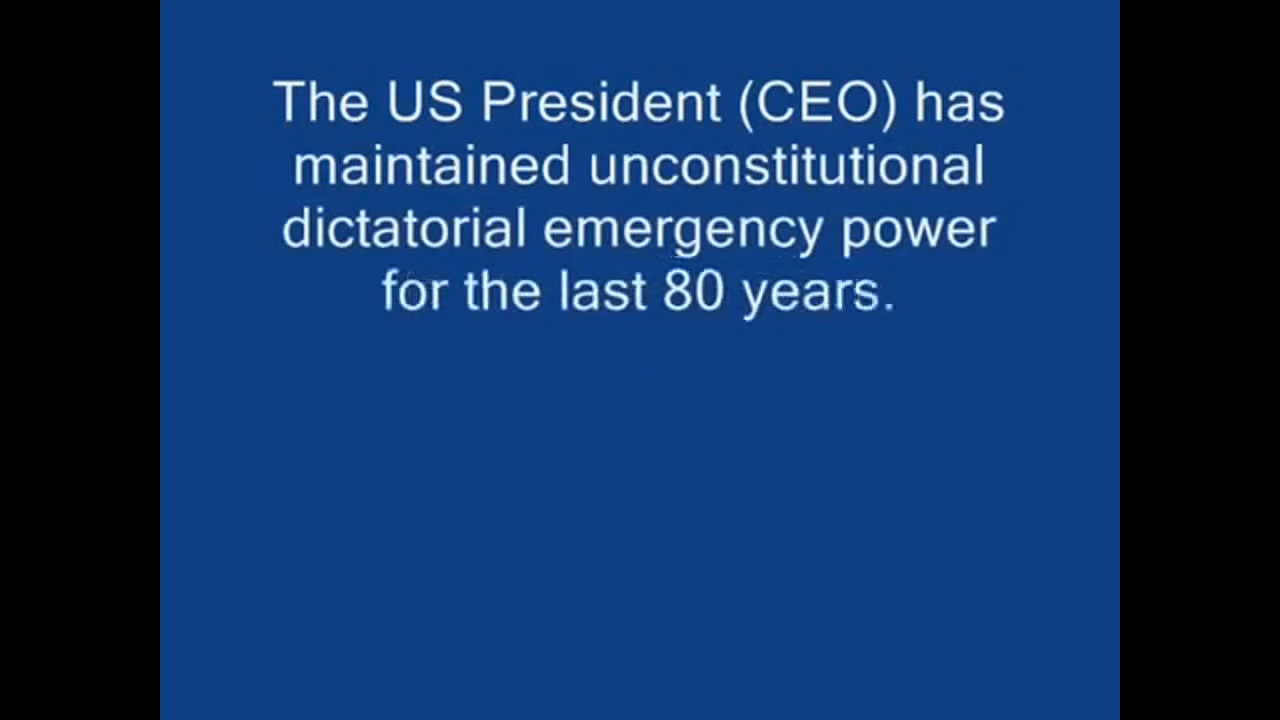 The US President (CEO) has
maintained unconstitutional
dictatorial emergency power
for the last 80 years.